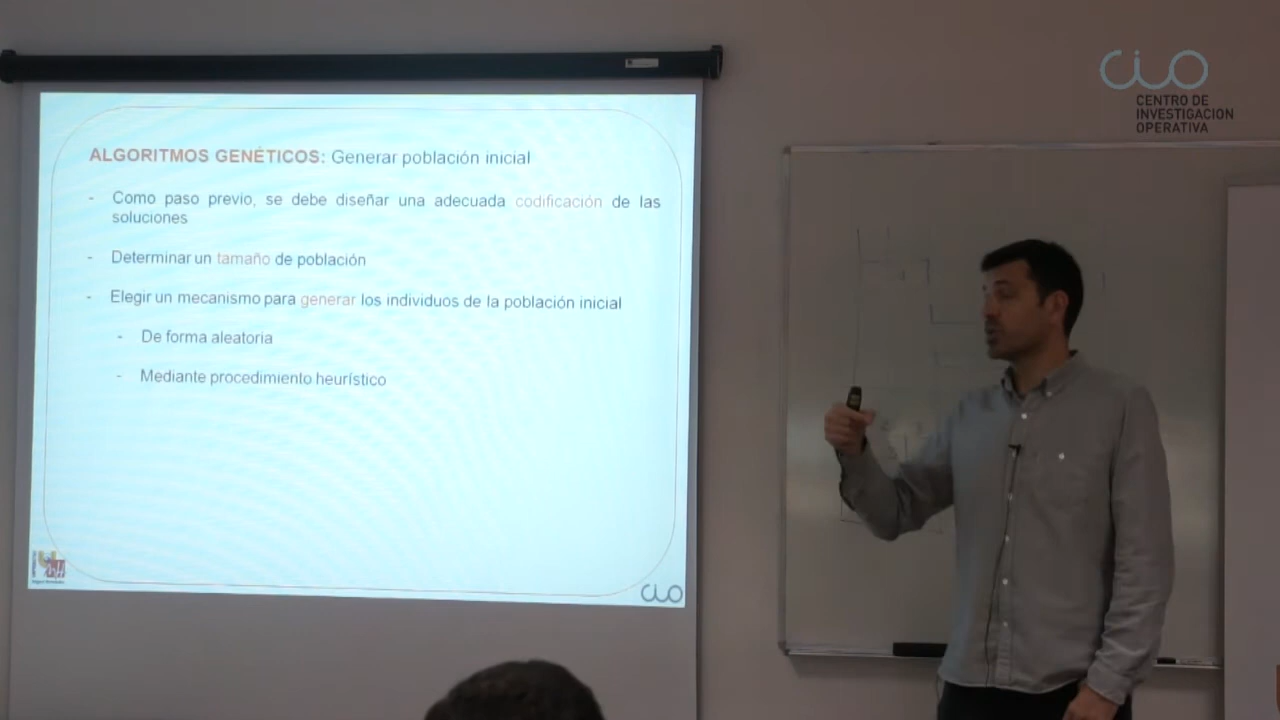 CIO
CENTRO DE
INVESTIGACION
OPERATIVA
ALGORITMOS GENÉTICOS: Generar población inicial
- Como paso previo, se debe diseñar una adecuada codificación de las
soluciones
- Determinar un tamaño de población
- Elegir un mecanismo para generar los individuos de la población inicial
- De forma aleatoria
- Mediante procedimiento heurístico
CIO